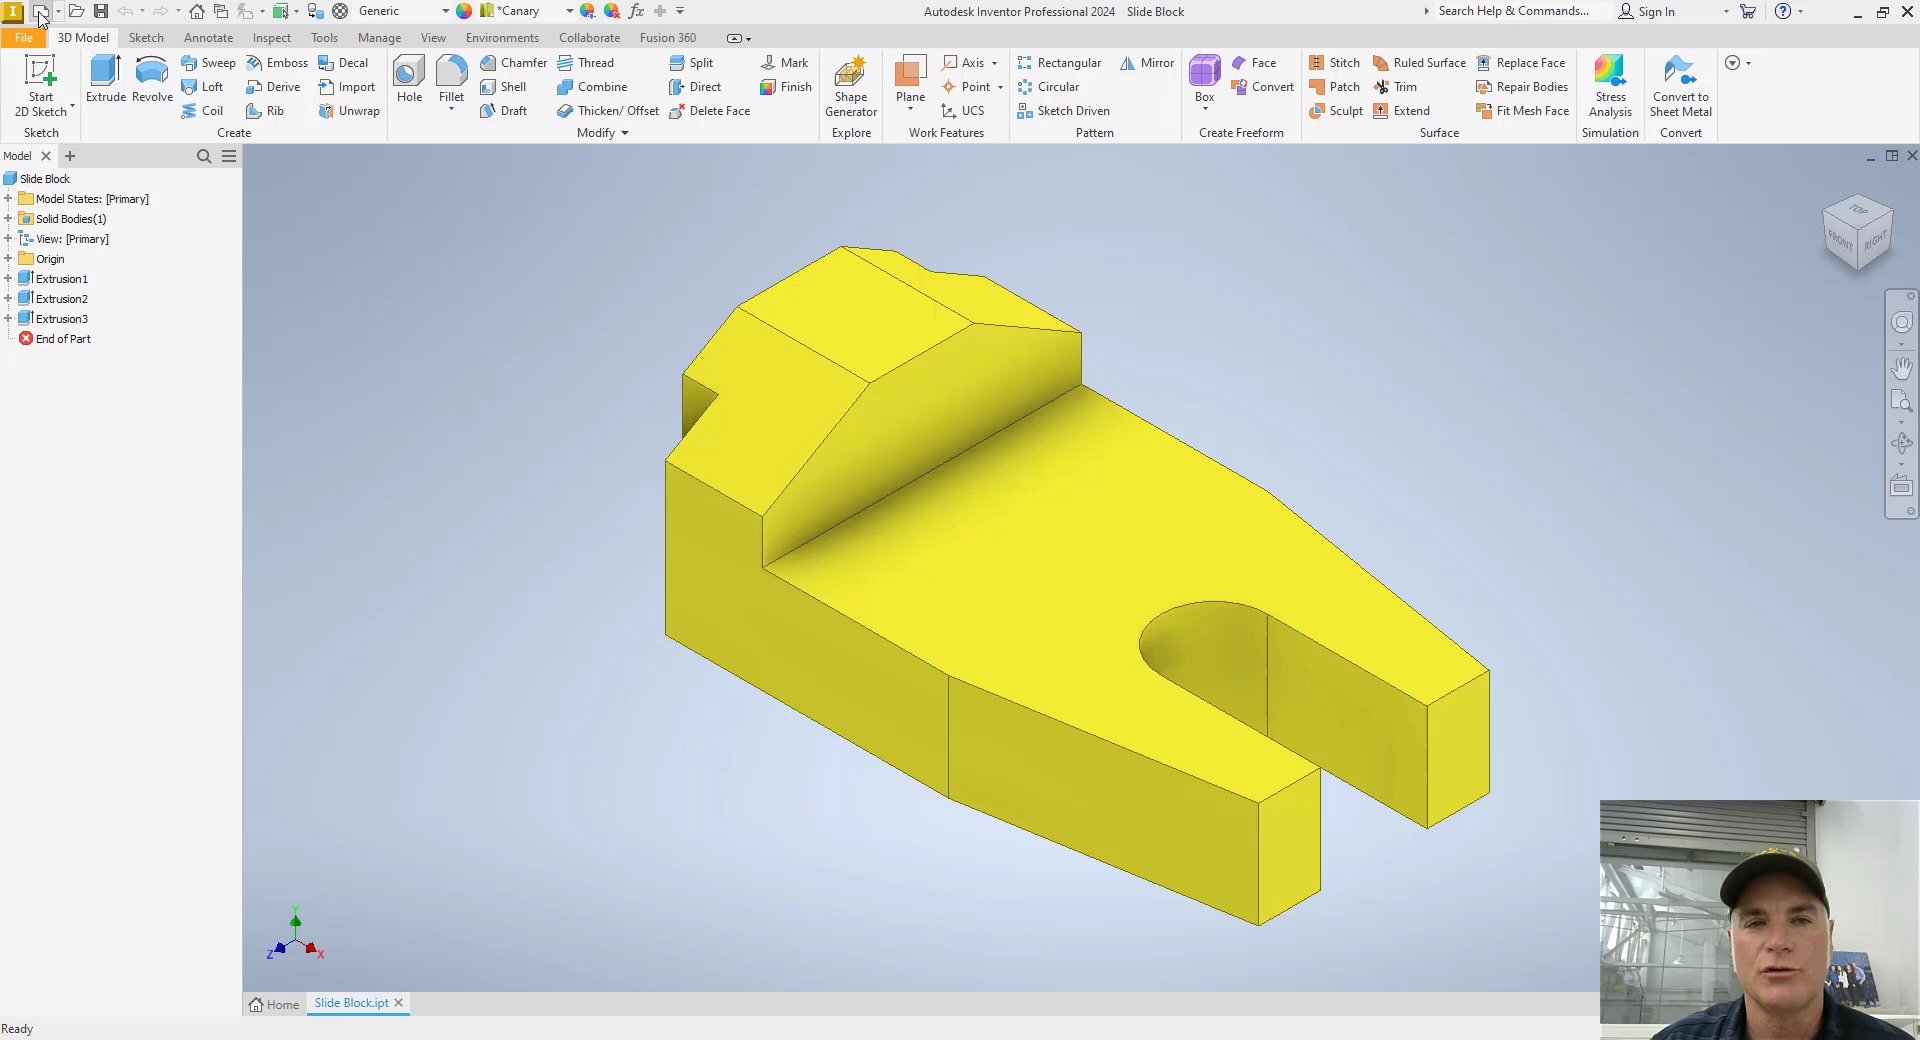 Generic
*Canary
fx
Autodesk Inventor Professional 2024 Slide Block
Search Help & Commands...
Sign In
File
3D Model
Sketch
Annotate
Inspect
Tools
Manage
View
Environments
Collaborate
Fusion 360
Start
2D Sketch
Sketch
Extrude
Revolve
Sweep
Loft
Coil
Emboss
Derive
Rib
Decal
Import
Unwrap
Create
Hole
Fillet
Chamfer
Shell
Draft
Thread
Combine
Thicken/ Offset
Split
Direct
Delete Face
Mark
Finish
Modify
Shape
Generator
Explore
Plane
Axis
Point
UCS
Work Features
Rectangular
Circular
Sketch Driven
Mirror
Pattern
Box
Face
Convert
Create Freeform
Stitch
Patch
Sculpt
Ruled Surface
Trim
Extend
Replace Face
Repair Bodies
Fit Mesh Face
Surface
Stress
Analysis
Simulation
Convert to
Sheet Metal
Convert
Model
Slide Block
Model States: [Primary]
Solid Bodies(1)
View: [Primary]
Origin
Extrusion1
Extrusion2
Extrusion3
End of Part
TOP
FRONT
RIGHT
Y
Z
X
Home
Slide Block.ipt
Ready